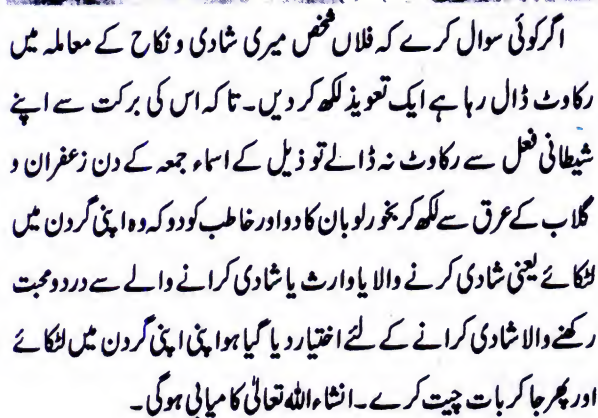 اگر کوئی سوال کرے کہ فلاں شخص میری شادی و نکاح کے معاملہ میں
رکاوٹ ڈال رہا ہے ایک تعویذ لکھ کر دیں۔ تا کہ اس کی برکت سے اپنے
شیطانی فعل سے رکاوٹ نہ ڈالے تو ذیل کے اسماء جمعہ کے دن زعفران و
گلاب کے عرق سے لکھ کر بخور لوبان کا دو اور خاطب کو دو کہ وہ اپنی گردن میں
لٹکائے یعنی شادی کرنے والا یا وارث یا شادی کرانے والے سے درد و محبت
رکھنے والا شادی کرانے کے لئے اختیار دیا گیا ہو اپنی اپنی گردن میں لٹکائے
اور پھر جا کر بات چیت کرے۔ انشاء اللہ تعالیٰ کامیابی ہوگی۔